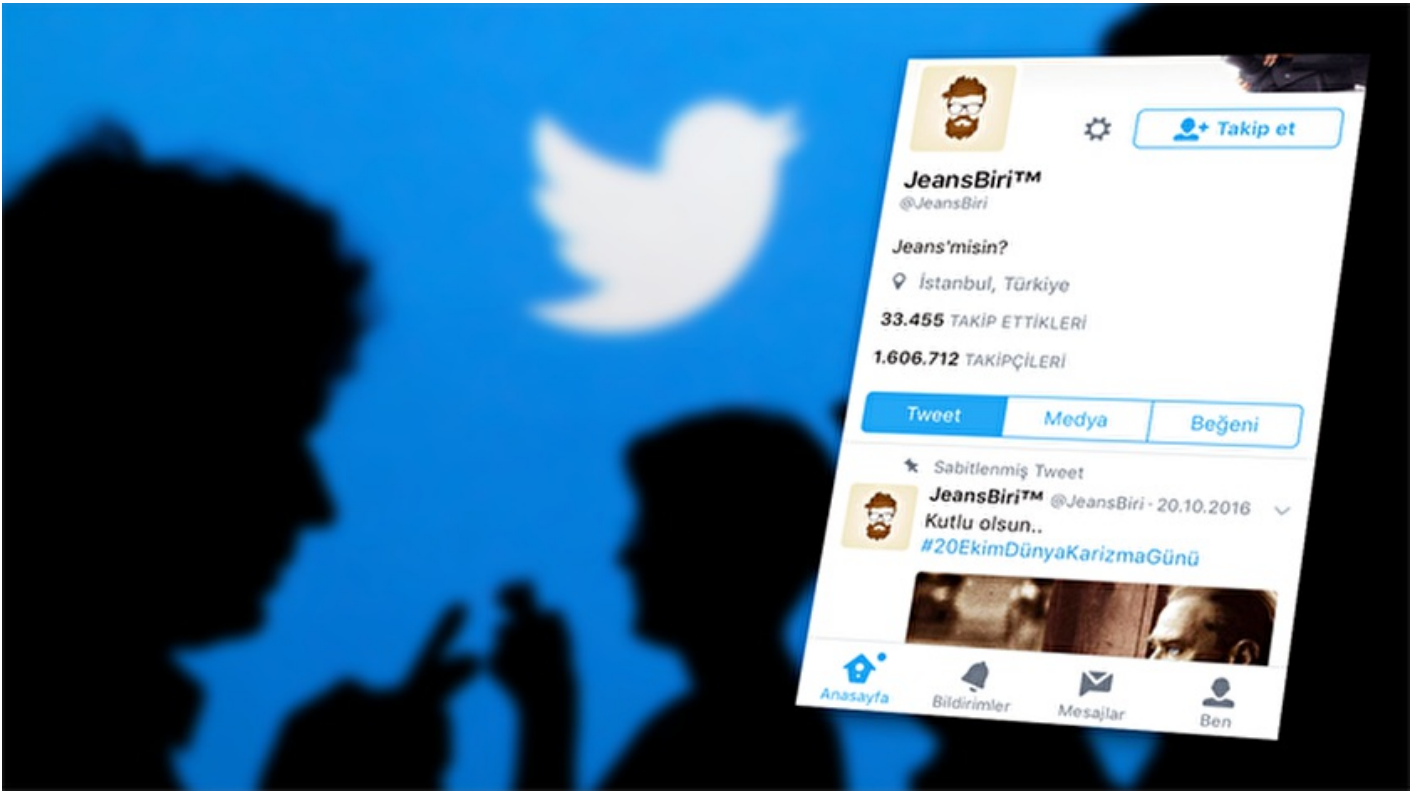 Takip et
JeansBiri™
@JeansBiri
Jeans'misin?
İstanbul, Türkiye
33.455 TAKİP ETTİKLERİ
1.606.712 TAKİPÇİLERİ
Tweet Medya Beğeni
Sabitlenmiş Tweet
JeansBiri™ @JeansBiri · 20.10.2016
Kutlu olsun..
#20EkimDünyaKarizmaGünü
Anasayfa Bildirimler Mesajlar Ben